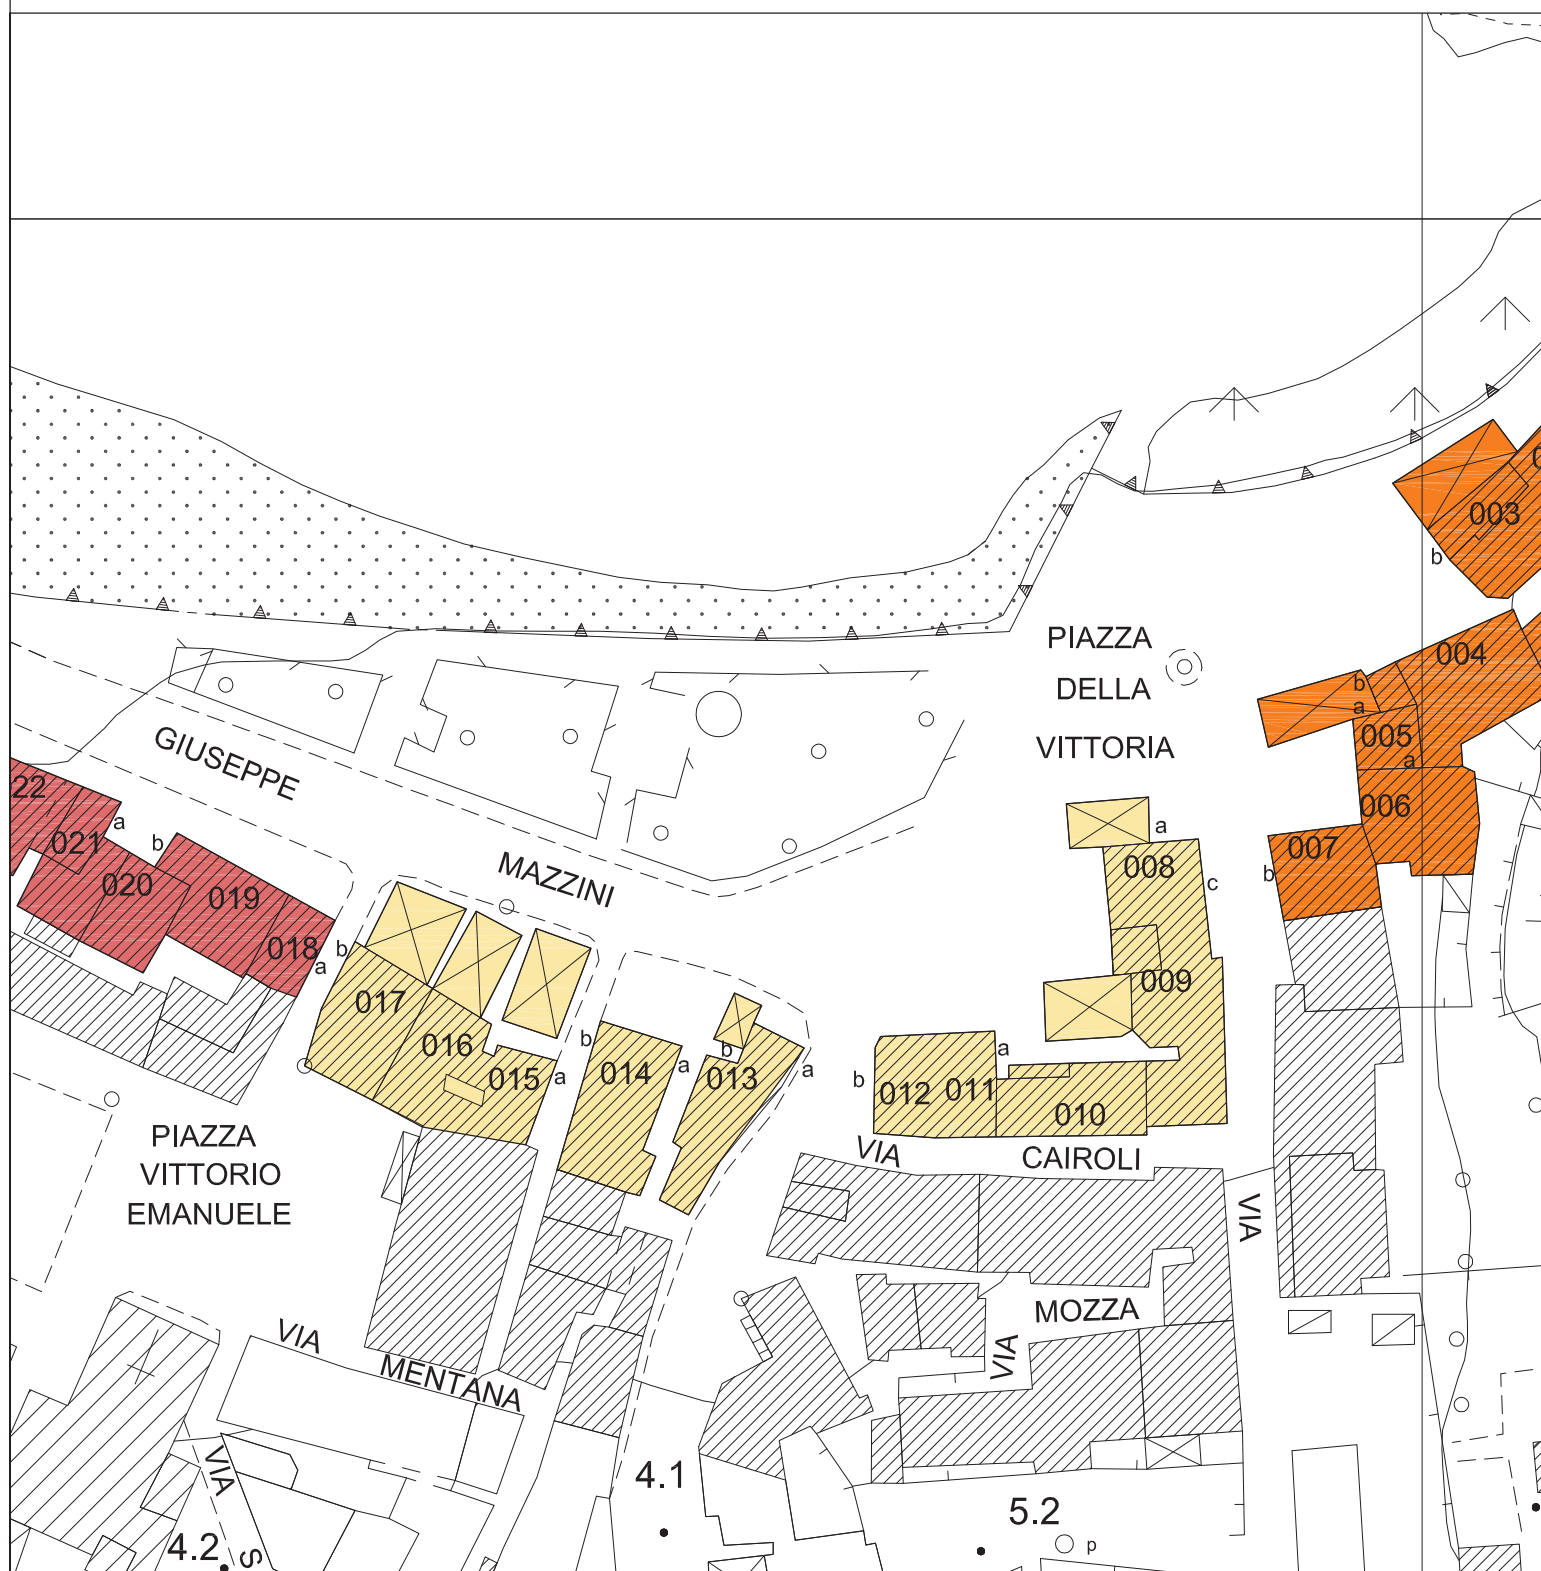 003
b
PIAZZA
DELLA
VITTORIA
004
b
a
005
a
006
007
b
GIUSEPPE
MAZZINI
22
021
a
b
020
019
018
a
b
017
016
015
a
b
014
a
b
013
a
a
008
c
009
b
012
011
a
010
VIA
CAIROLI
PIAZZA
VITTORIO
EMANUELE
VIA
MOZZA
VIA
VIA
MENTANA
VIA
S
4.1
4.2
5.2
p